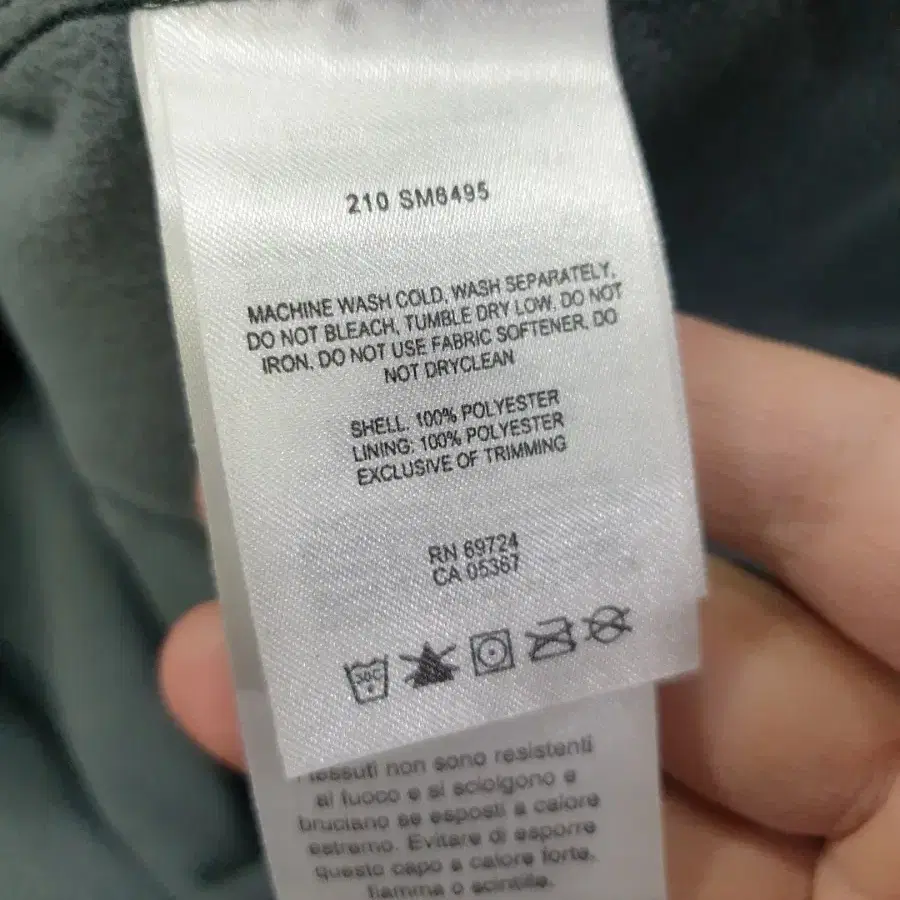 210 SM6495
MACHINE WASH COLD, WASH SEPARATELY,
DO NOT BLEACH, TUMBLE DRY LOW, DO NOT
IRON, DO NOT USE FABRIC SOFTENER, DO
NOT DRYCLEAN
SHELL: 100% POLYESTER
LINING: 100% POLYESTER
EXCLUSIVE OF TRIMMING
RN 69724
CA 05367
30C
tessuti non sono resistenti
al fuoco e si sciolgono e
bruciano se esposti a calore
estremo. Evitare di esporre
questo capo a calore forte,
fiamma o scintille.